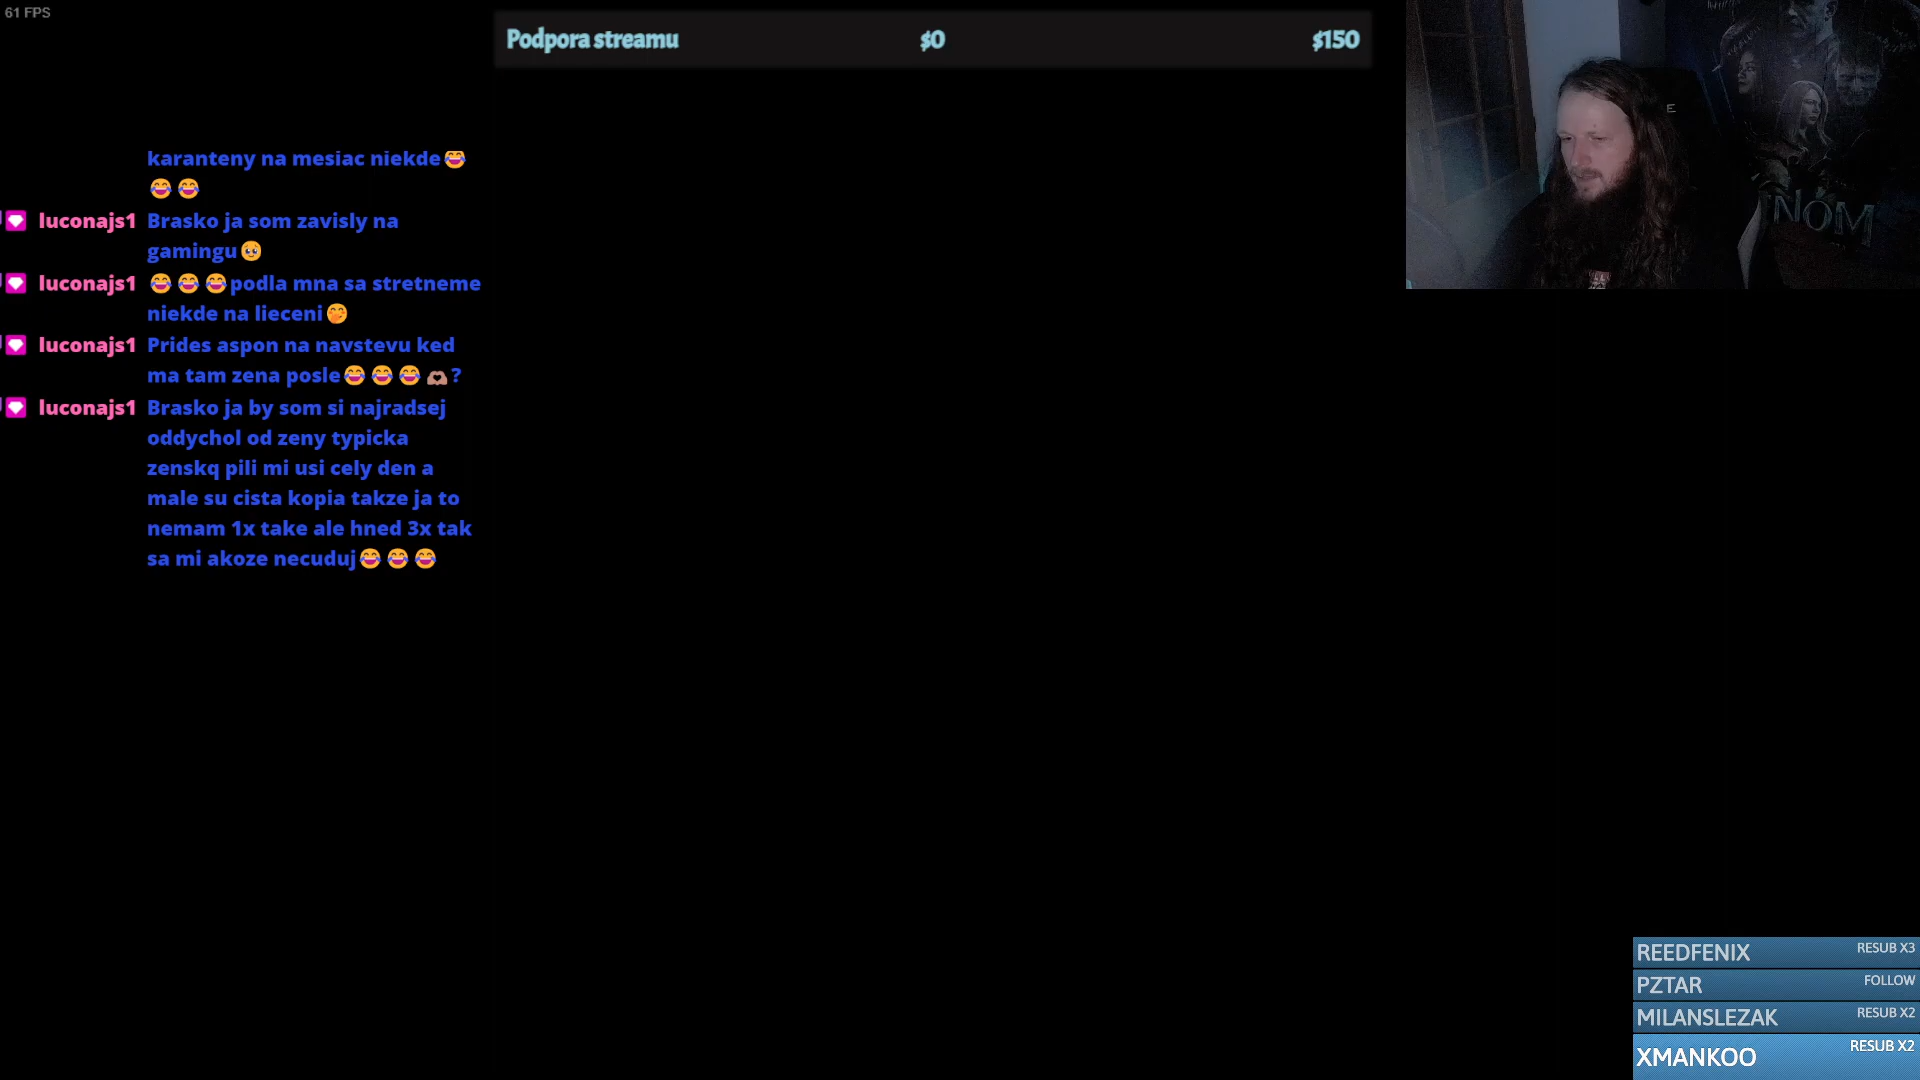 61 FPS
Podpora streamu $0 $150
karanteny na mesiac niekde😂
😂😂
luconajs1 Brasko ja som zavisly na
gamingu🥹
luconajs1 😂😂😂podla mna sa stretneme
niekde na lieceni🤭
luconajs1 Prides aspon na navstevu ked
ma tam zena posle😂😂😂🫶🏽?
luconajs1 Brasko ja by som si najradsej
oddychol od zeny typicka
zenskq pili mi usi cely den a
male su cista kopia takze ja to
nemam 1x take ale hned 3x tak
sa mi akoze necuduj😂😂😂
E
NÓM
REEDFENIX RESUB X3
PZTAR FOLLOW
MILANSLEZAK RESUB X2
XMANKOO RESUB X2